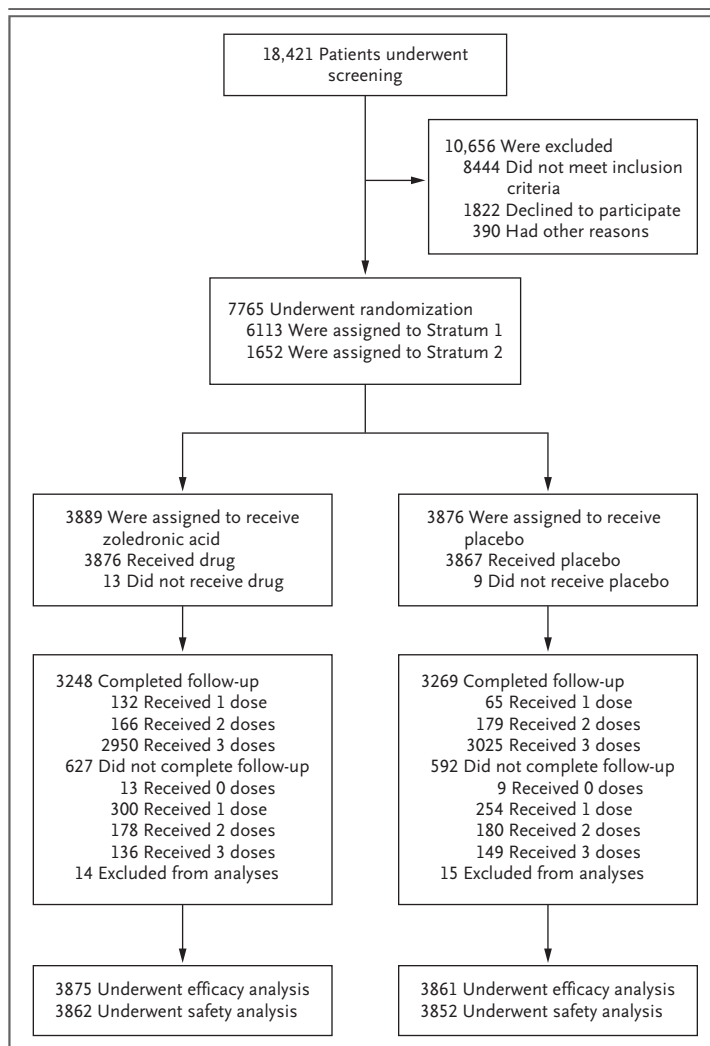 18,421 Patients underwent
screening
10,656 Were excluded
8444 Did not meet inclusion
criteria
1822 Declined to participate
390 Had other reasons
7765 Underwent randomization
6113 Were assigned to Stratum 1
1652 Were assigned to Stratum 2
3889 Were assigned to receive
zoledronic acid
3876 Received drug
13 Did not receive drug
3876 Were assigned to receive
placebo
3867 Received placebo
9 Did not receive placebo
3248 Completed follow-up
132 Received 1 dose
166 Received 2 doses
2950 Received 3 doses
627 Did not complete follow-up
13 Received 0 doses
300 Received 1 dose
178 Received 2 doses
136 Received 3 doses
14 Excluded from analyses
3269 Completed follow-up
65 Received 1 dose
179 Received 2 doses
3025 Received 3 doses
592 Did not complete follow-up
9 Received 0 doses
254 Received 1 dose
180 Received 2 doses
149 Received 3 doses
15 Excluded from analyses
3875 Underwent efficacy analysis
3862 Underwent safety analysis
3861 Underwent efficacy analysis
3852 Underwent safety analysis